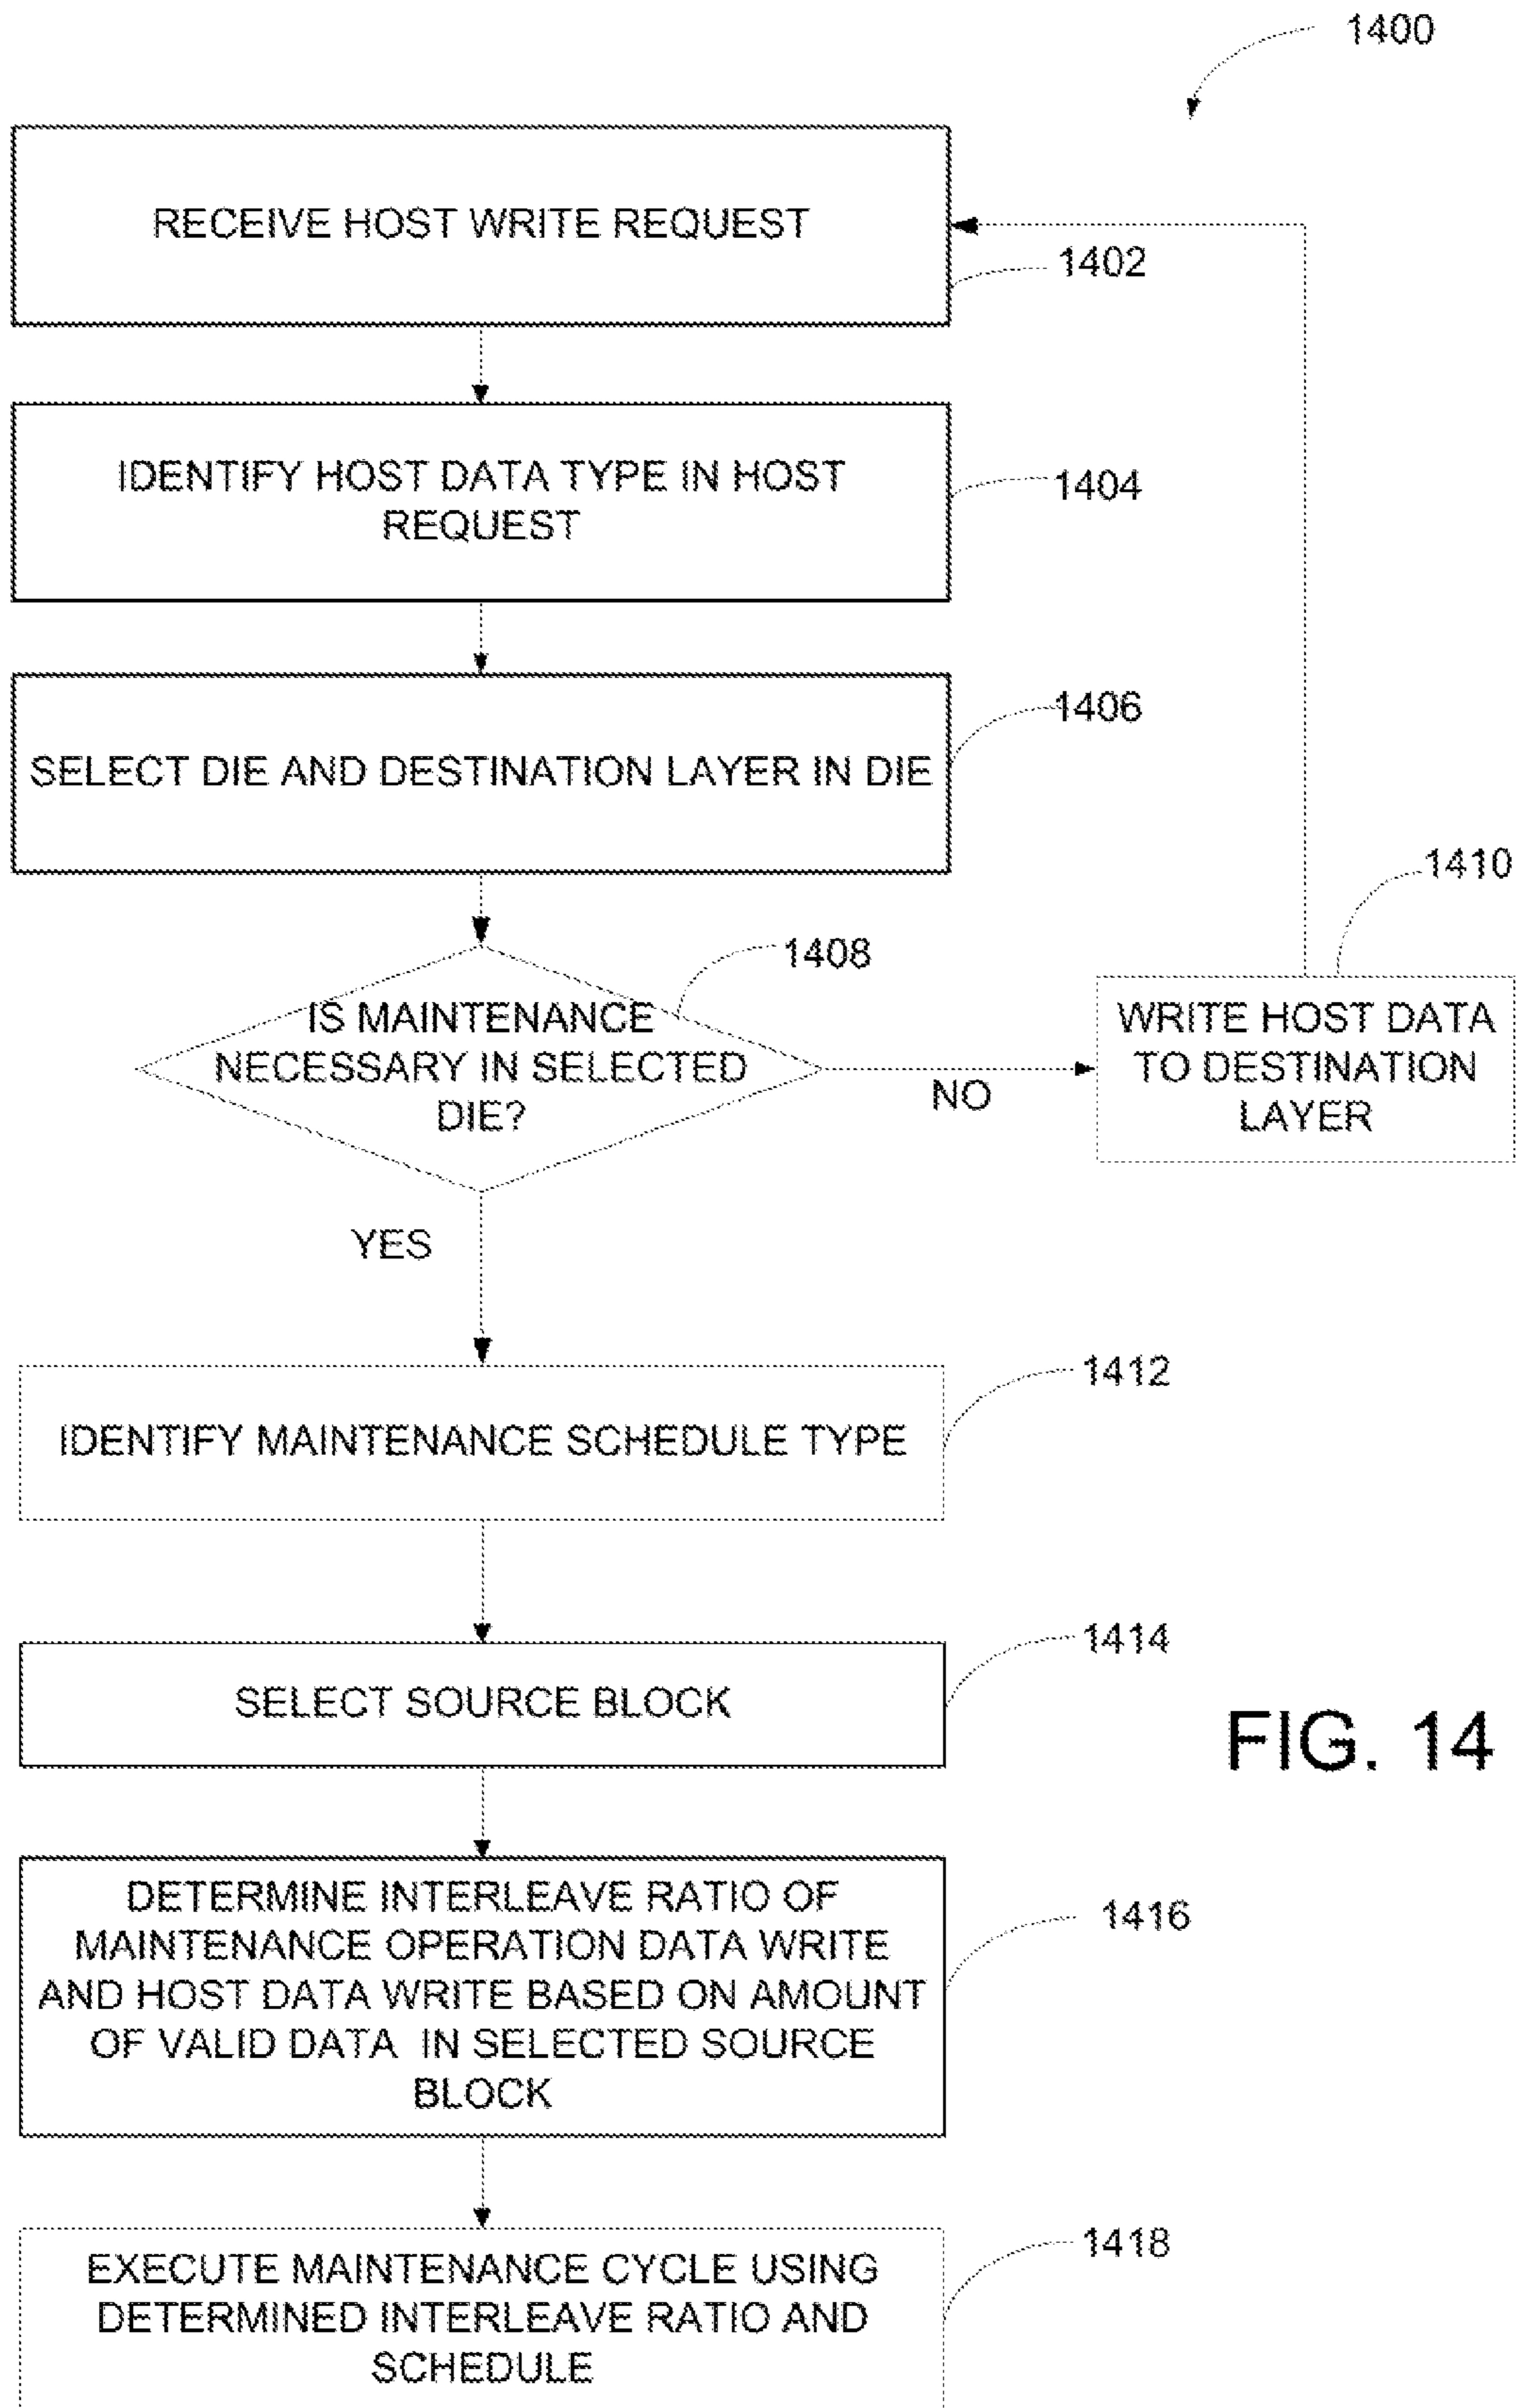 1400
RECEIVE HOST WRITE REQUEST
1402
IDENTIFY HOST DATA TYPE IN HOST
REQUEST
1404
SELECT DIE AND DESTINATION LAYER IN DIE
1406
IS MAINTENANCE
NECESSARY IN SELECTED
DIE?
1408
NO
WRITE HOST DATA
TO DESTINATION
LAYER
1410
YES
IDENTIFY MAINTENANCE SCHEDULE TYPE
1412
SELECT SOURCE BLOCK
1414
FIG. 14
DETERMINE INTERLEAVE RATIO OF
MAINTENANCE OPERATION DATA WRITE
AND HOST DATA WRITE BASED ON AMOUNT
OF VALID DATA IN SELECTED SOURCE
BLOCK
1416
EXECUTE MAINTENANCE CYCLE USING
DETERMINED INTERLEAVE RATIO AND
SCHEDULE
1418